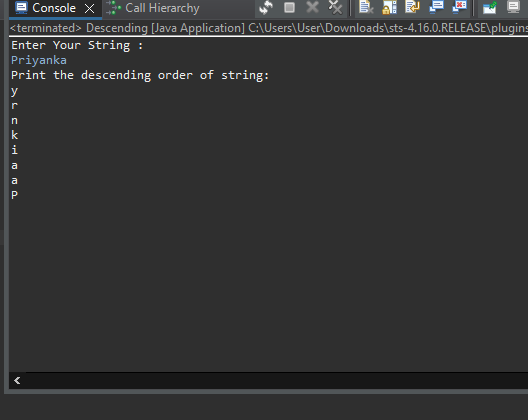 Console Call Hierarchy
<terminated> Descending [Java Application] C:\Users\User\Downloads\sts-4.16.0.RELEASE\plugins
Enter Your String :
Priyanka
Print the descending order of string:
y
r
n
k
i
a
a
P